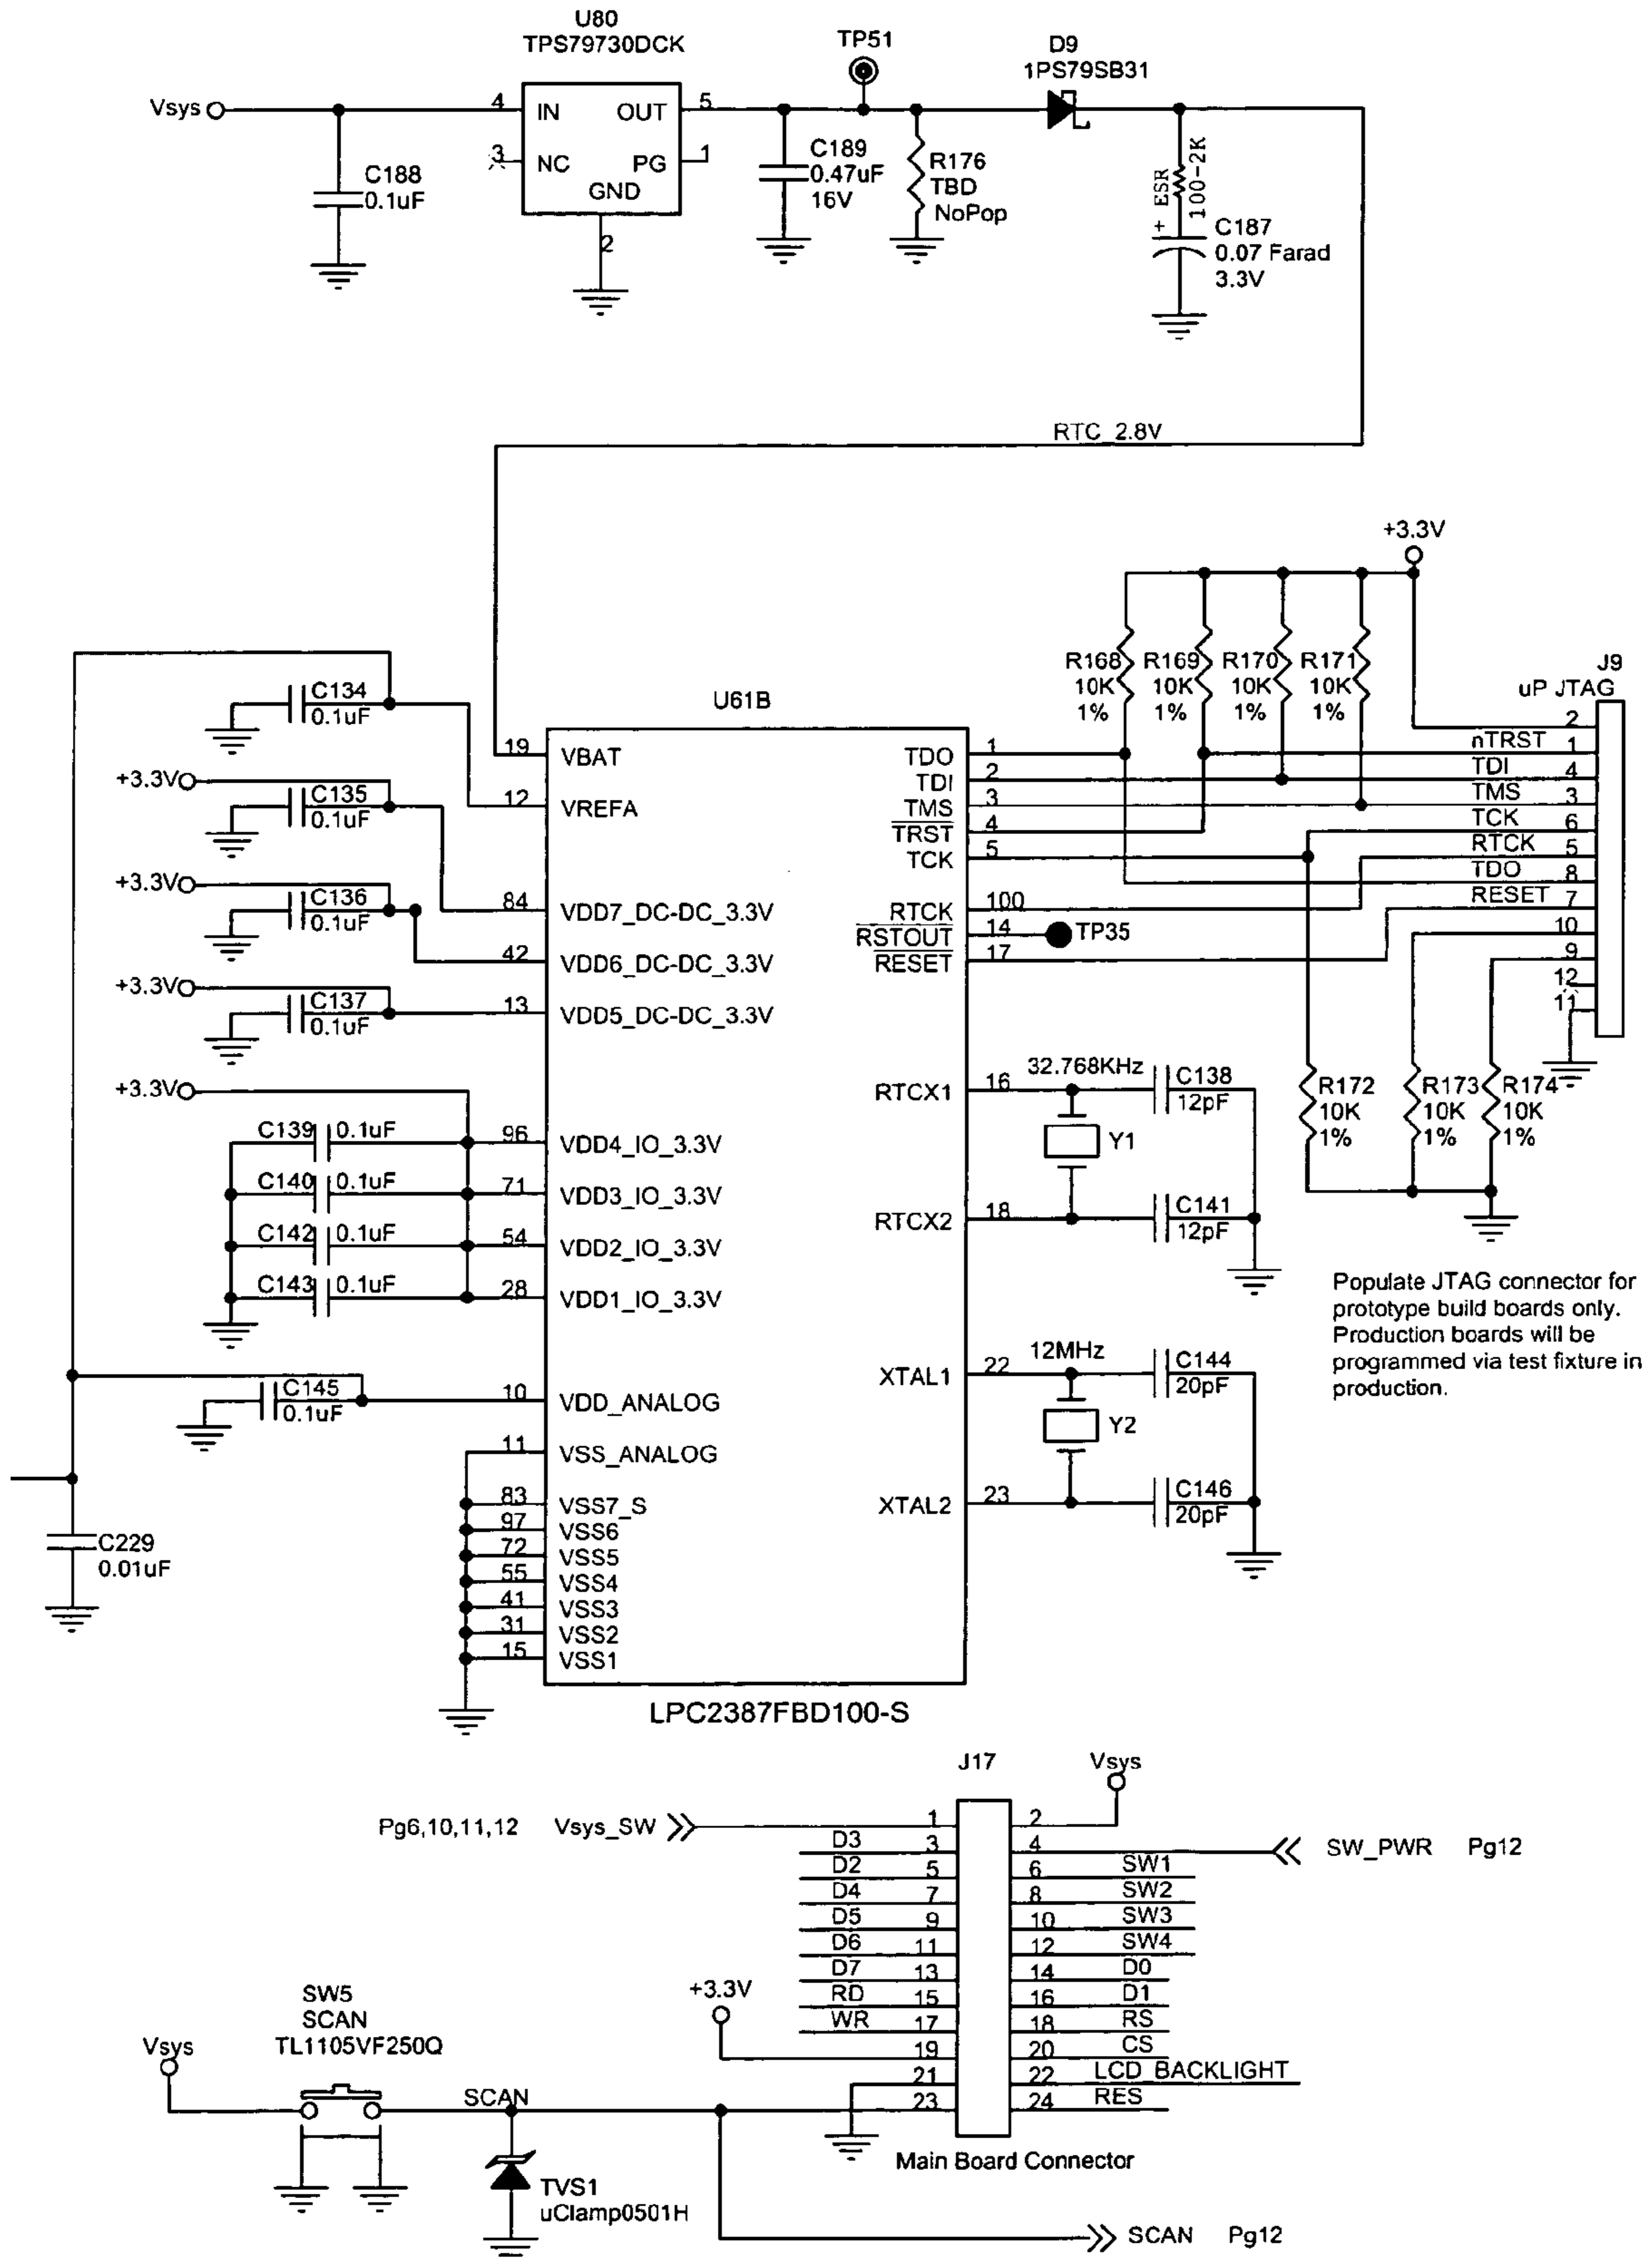 U80
TPS79730DCK
TP51
D9
1PS79SB31
Vsys
4 IN OUT 5
3 NC PG 1
GND
2
C188
0.1uF
C189
0.47uF
16V
R176
TBD
NoPop
+ ESR
100-2K
C187
0.07 Farad
3.3V
RTC_2.8V
+3.3V
R168
10K
1%
R169
10K
1%
R170
10K
1%
R171
10K
1%
J9
uP JTAG
2
nTRST 1
TDI 4
TMS 3
TCK 6
RTCK 5
TDO 8
RESET 7
10
9
12
11
U61B
C134
0.1uF
+3.3V
C135
0.1uF
+3.3V
C136
0.1uF
+3.3V
C137
0.1uF
+3.3V
C139 0.1uF
C140 0.1uF
C142 0.1uF
C143 0.1uF
C145
0.1uF
C229
0.01uF
19 VBAT
12 VREFA
84 VDD7_DC-DC_3.3V
42 VDD6_DC-DC_3.3V
13 VDD5_DC-DC_3.3V
96 VDD4_IO_3.3V
71 VDD3_IO_3.3V
54 VDD2_IO_3.3V
28 VDD1_IO_3.3V
10 VDD_ANALOG
11 VSS_ANALOG
83 VSS7_S
97 VSS6
72 VSS5
55 VSS4
41 VSS3
31 VSS2
15 VSS1
TDO 1
TDI 2
TMS 3
TRST 4
TCK 5
RTCK 100
RSTOUT 14 TP35
RESET 17
RTCX1 16
RTCX2 18
XTAL1 22
XTAL2 23
32.768KHz
Y1
C138
12pF
C141
12pF
12MHz
Y2
C144
20pF
C146
20pF
R172
10K
1%
R173
10K
1%
R174
10K
1%
Populate JTAG connector for
prototype build boards only.
Production boards will be
programmed via test fixture in
production.
LPC2387FBD100-S
J17
Vsys
Pg6,10,11,12 Vsys_SW 1 2
D3 3 4 SW_PWR Pg12
D2 5 6 SW1
D4 7 8 SW2
D5 9 10 SW3
D6 11 12 SW4
D7 13 14 D0
RD 15 16 D1
WR 17 18 RS
+3.3V 19 20 CS
21 22 LCD_BACKLIGHT
23 24 RES
Main Board Connector
SW5
SCAN
TL1105VF250Q
Vsys
SCAN
TVS1
uClamp0501H
SCAN Pg12